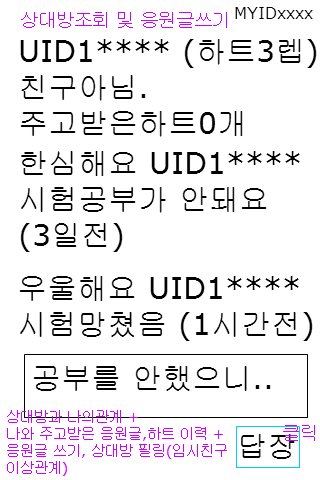 상대방조회 및 응원글쓰기 MYIDxxxx
UID1**** (하트3렙)
친구아님.
주고받은하트0개
한심해요 UID1****
시험공부가 안돼요
(3일전)
우울해요 UID1****
시험망쳤음 (1시간전)
공부를 안했으니..
상대방과 나의관계 +
나와 주고받은 응원글,하트 이력 +
응원글 쓰기, 상대방 필링(임시친구
이상관계)
답장
클릭